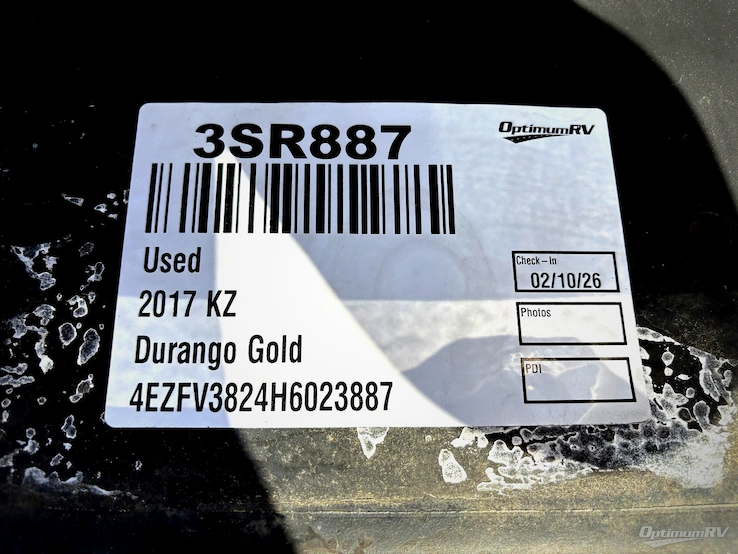 3SR887
OptimumRV
Used
2017 KZ
Durango Gold
4EZFV3824H6023887
Check-In
02/10/26
Photos
PDI
OptimumRV